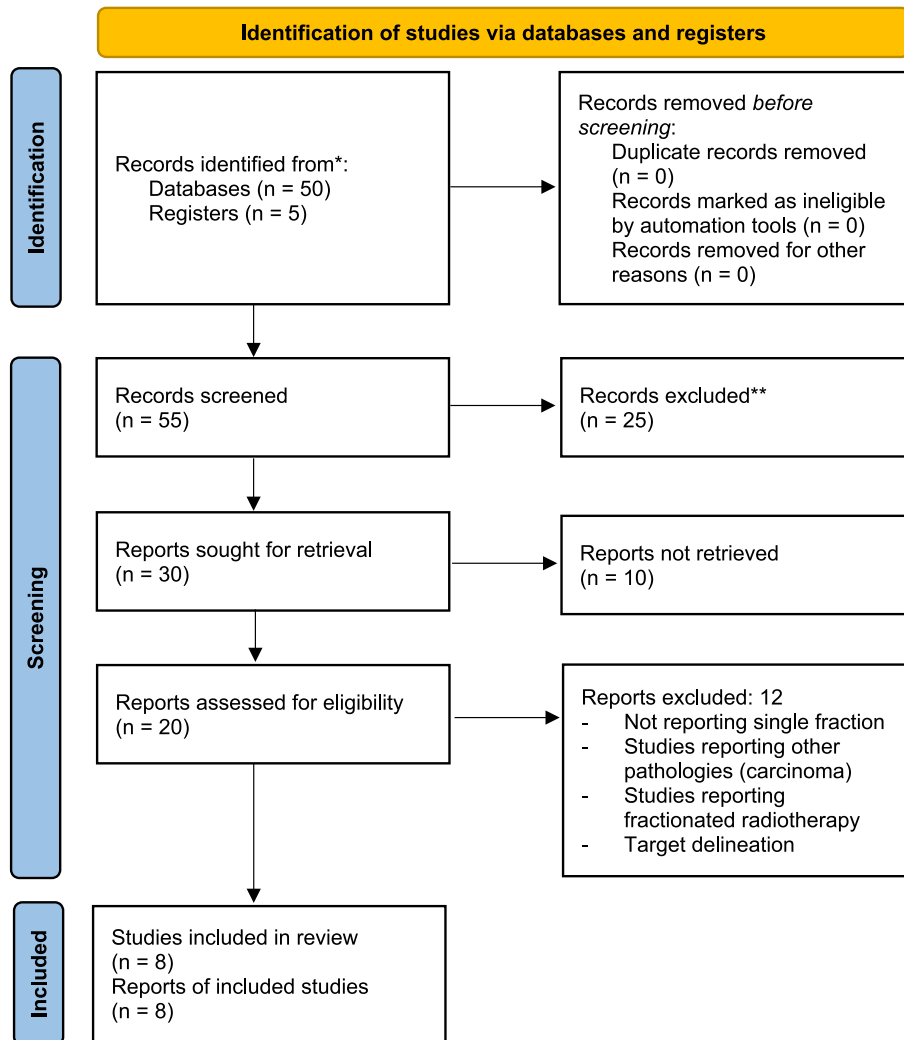 Identification of studies via databases and registers
Identification
Records identified from*:
Databases (n = 50)
Registers (n = 5)
Records removed before
screening:
Duplicate records removed
(n = 0)
Records marked as ineligible
by automation tools (n = 0)
Records removed for other
reasons (n = 0)
Screening
Records screened
(n = 55)
Records excluded**
(n = 25)
Reports sought for retrieval
(n = 30)
Reports not retrieved
(n = 10)
Reports assessed for eligibility
(n = 20)
Reports excluded: 12
- Not reporting single fraction
- Studies reporting other
pathologies (carcinoma)
- Studies reporting
fractionated radiotherapy
- Target delineation
Included
Studies included in review
(n = 8)
Reports of included studies
(n = 8)